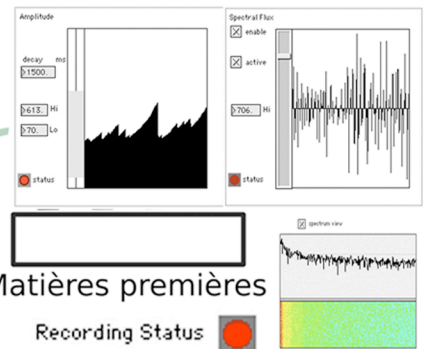 Amplitude
decay ms
>1500.
>613. Hi
>70. Lo
status
Spectral Flux
enable
active
>706. Hi
status
spectrum view
Matières premières
Recording Status